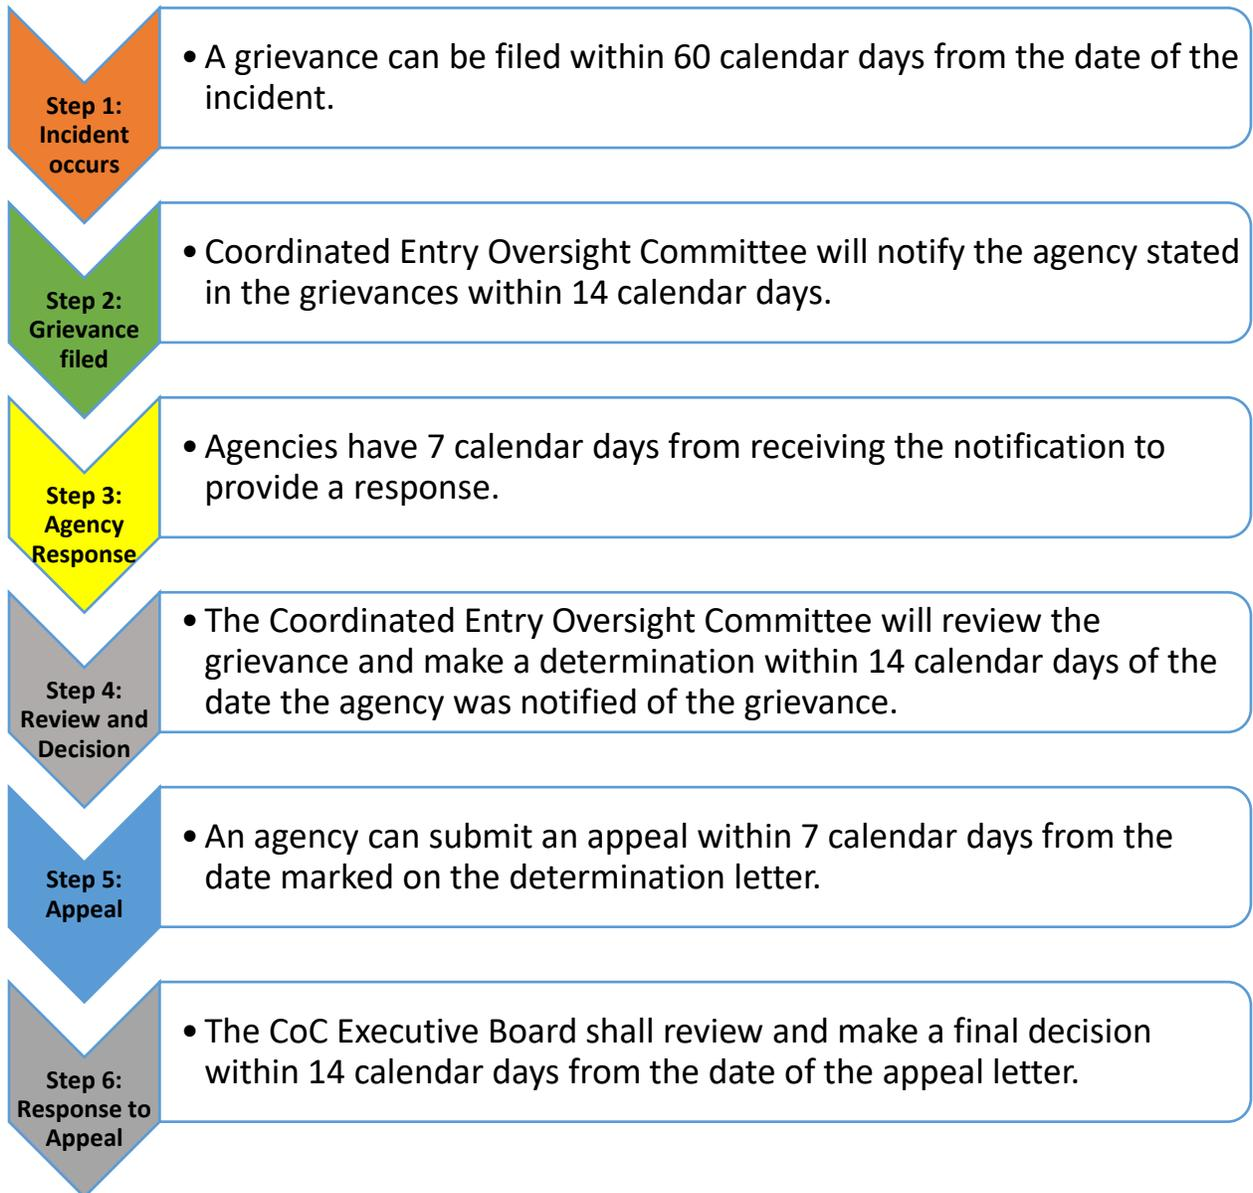 Step 1:
Incident
occurs
• A grievance can be filed within 60 calendar days from the date of the
incident.
Step 2:
Grievance
filed
• Coordinated Entry Oversight Committee will notify the agency stated
in the grievances within 14 calendar days.
Step 3:
Agency
Response
• Agencies have 7 calendar days from receiving the notification to
provide a response.
Step 4:
Review and
Decision
• The Coordinated Entry Oversight Committee will review the
grievance and make a determination within 14 calendar days of the
date the agency was notified of the grievance.
Step 5:
Appeal
• An agency can submit an appeal within 7 calendar days from the
date marked on the determination letter.
Step 6:
Response to
Appeal
• The CoC Executive Board shall review and make a final decision
within 14 calendar days from the date of the appeal letter.